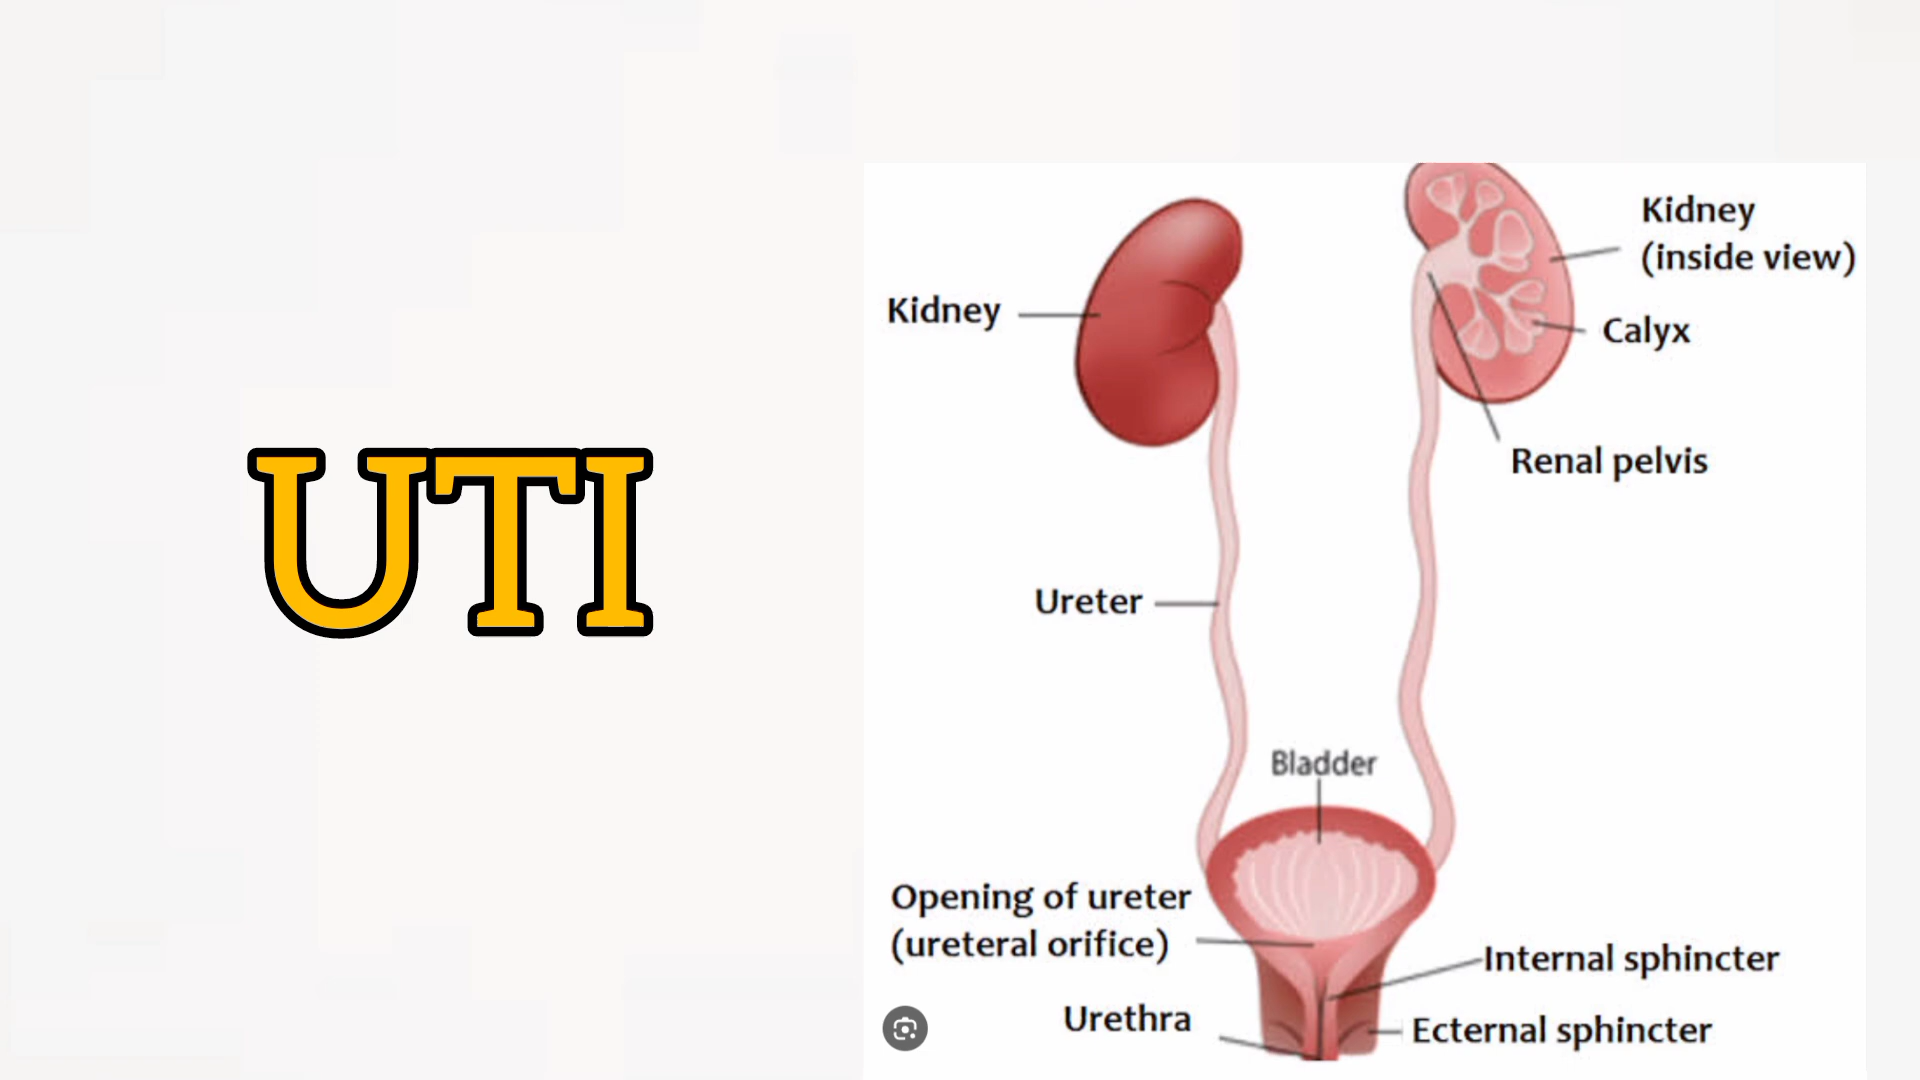 UTI
Kidney
Kidney
(inside view)
Calyx
Renal pelvis
Ureter
Bladder
Opening of ureter
(ureteral orifice)
Internal sphincter
Urethra
Ecternal sphincter